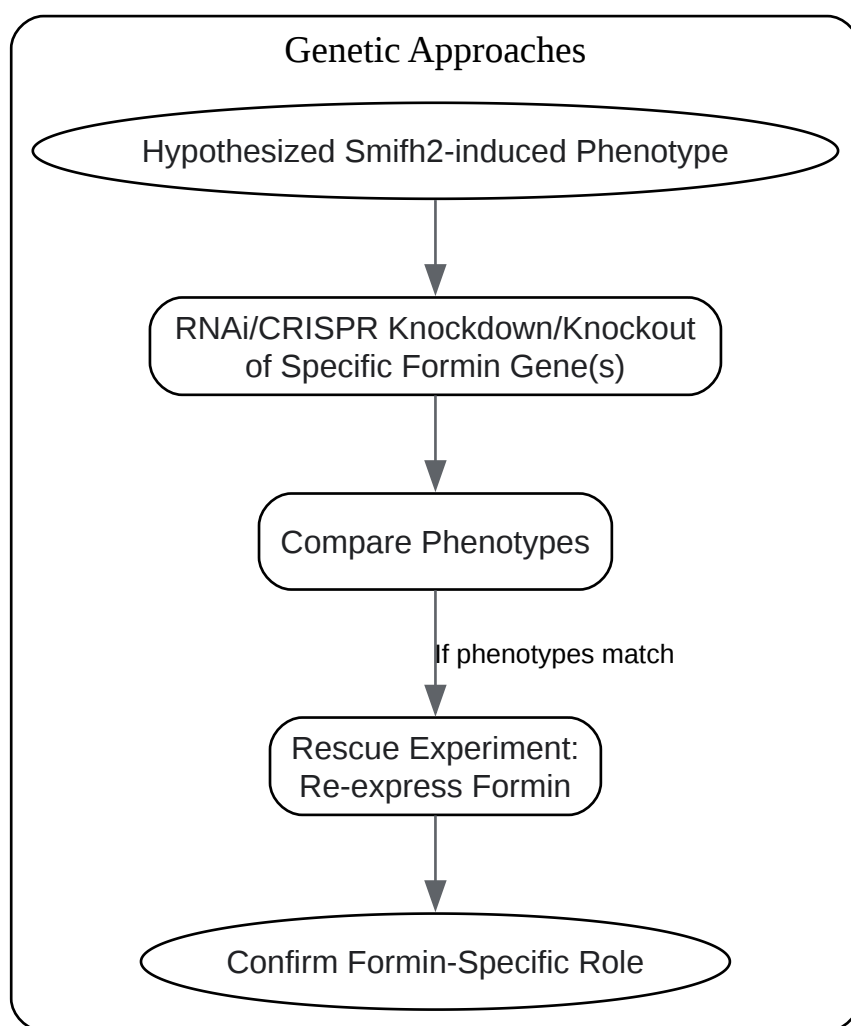 Genetic Approaches
Hypothesized Smifh2-induced Phenotype
RNAi/CRISPR Knockdown/Knockout
of Specific Formin Gene(s)
Compare Phenotypes
If phenotypes match
Rescue Experiment:
Re-express Formin
Confirm Formin-Specific Role